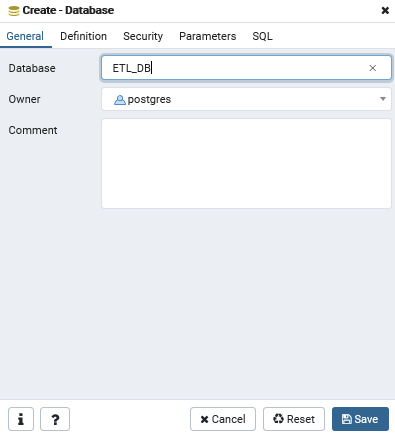 Create - Database
General Definition Security Parameters SQL
Database ETL_DB
Owner postgres
Comment
i ? Cancel Reset Save